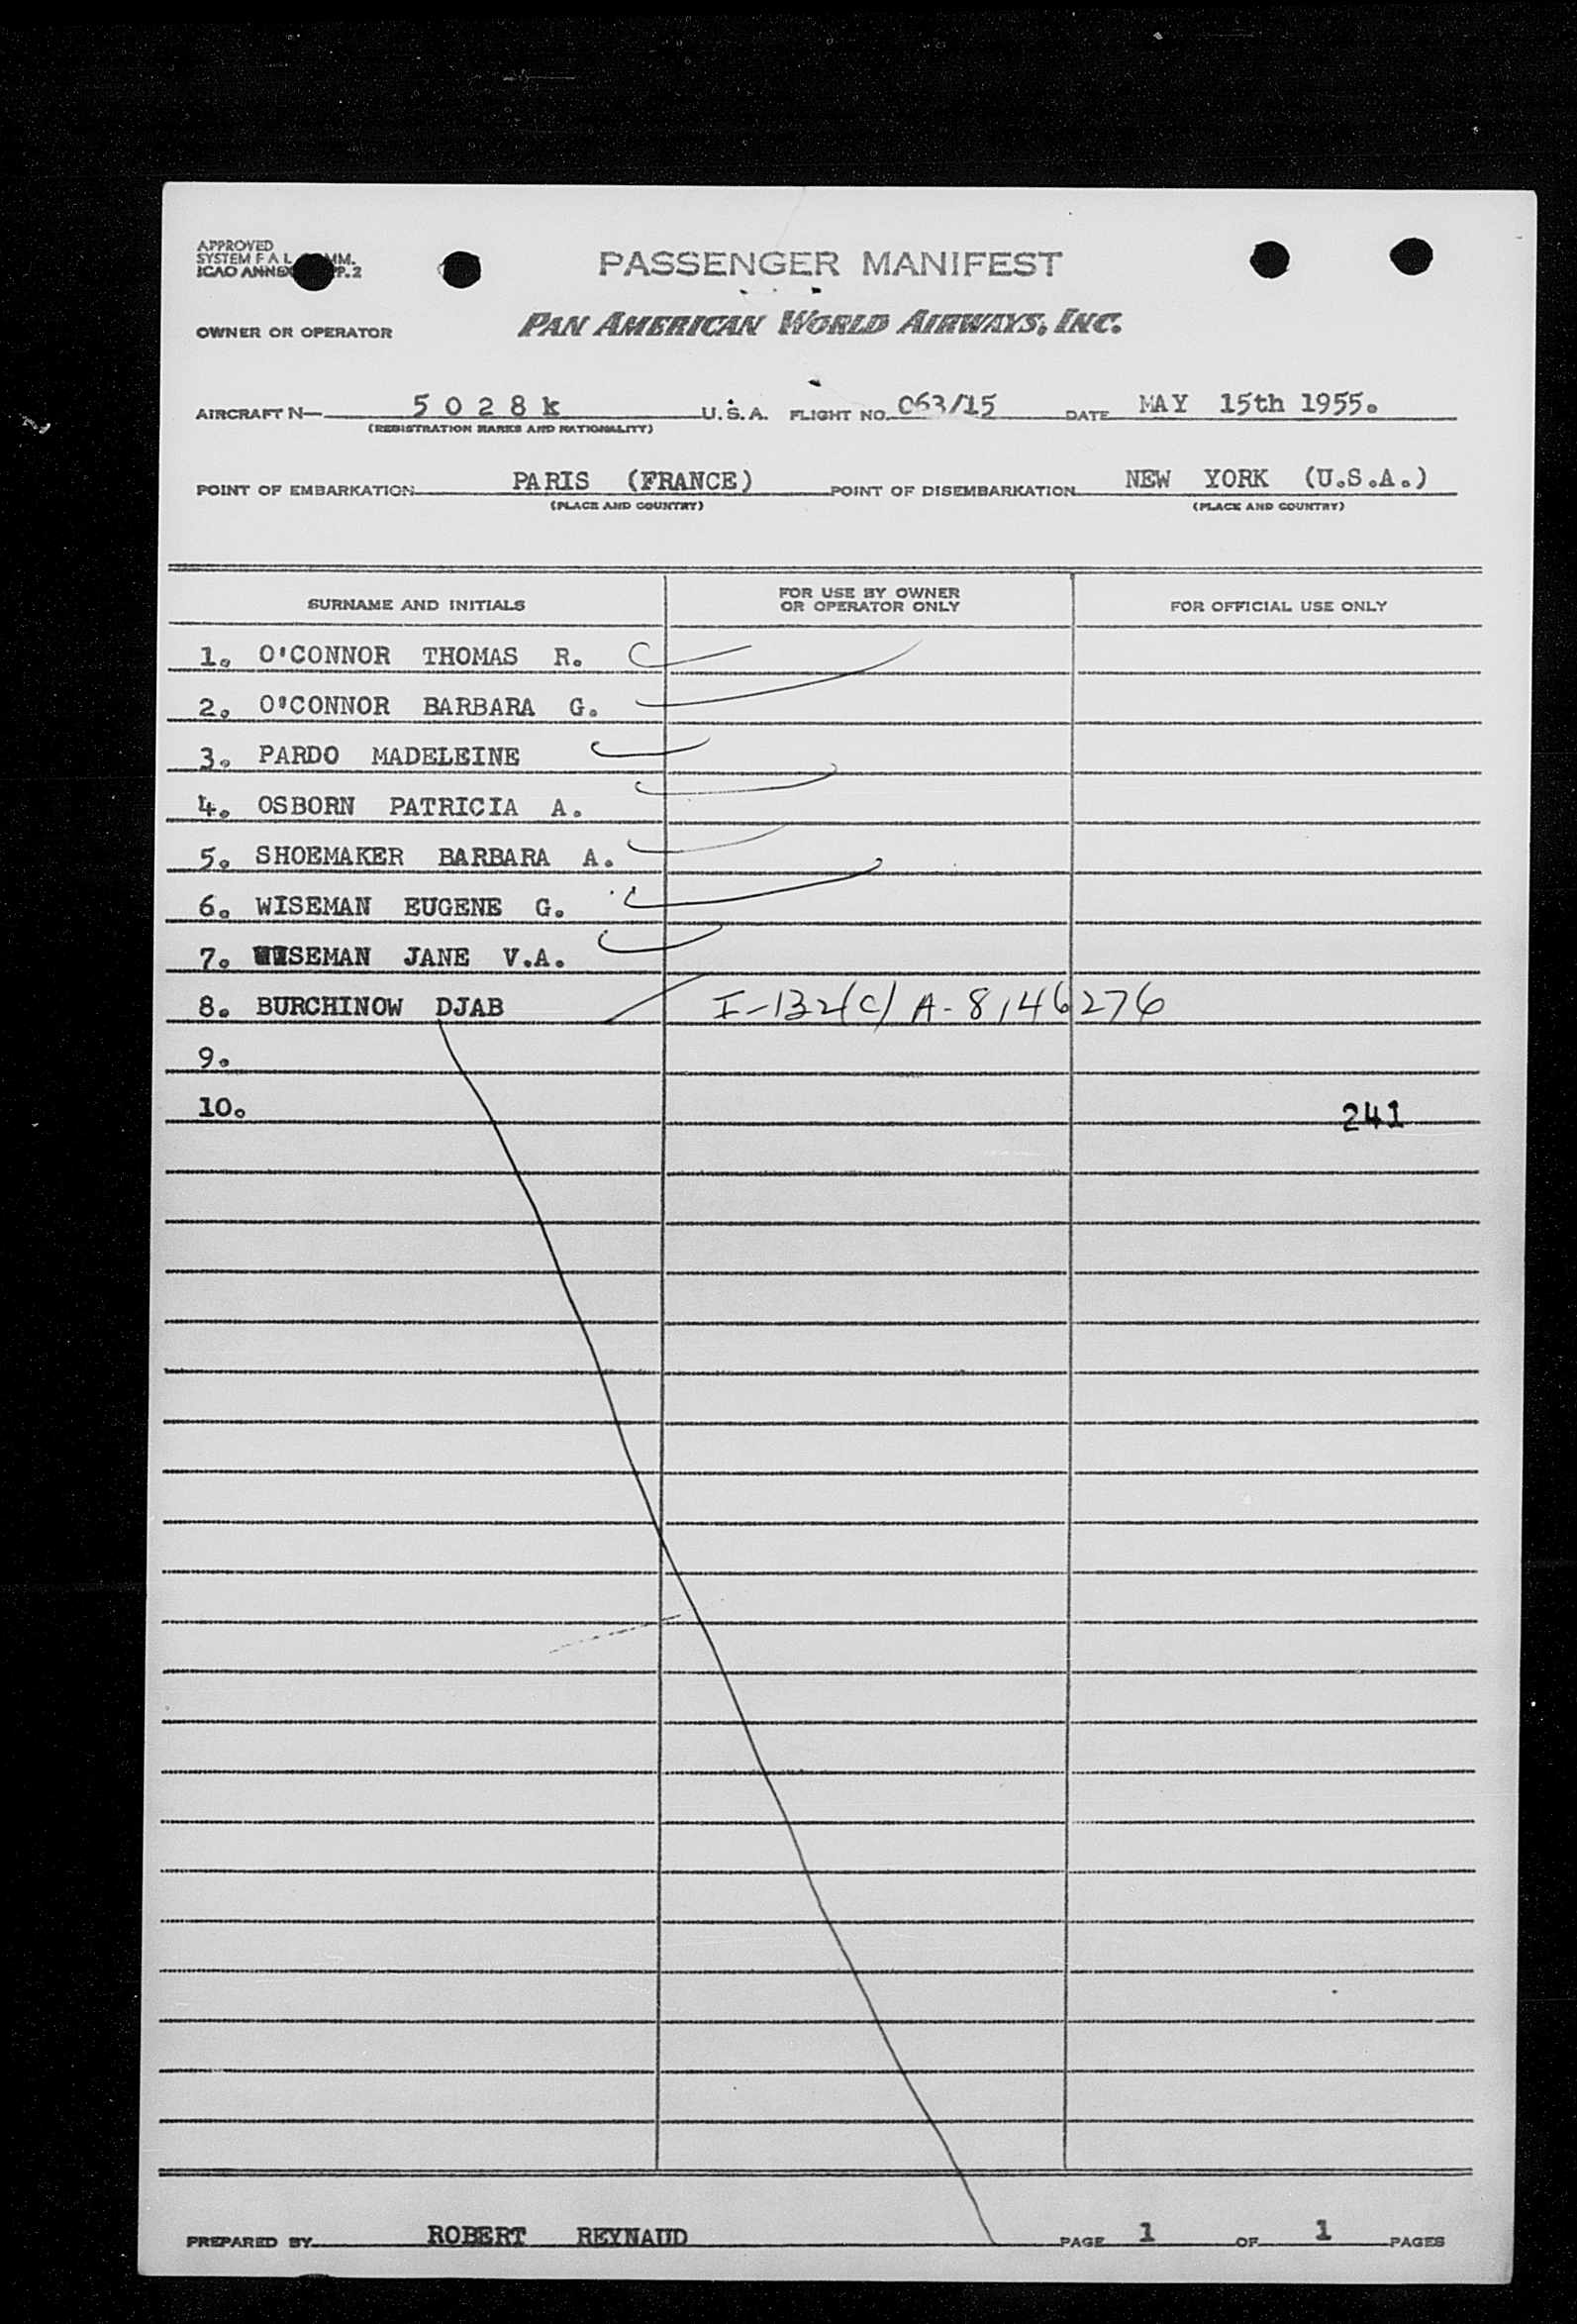 APPROVED
SYSTEM F A L
ICAO ANNEX P. 2
PASSENGER MANIFEST
OWNER OR OPERATOR PAN AMERICAN WORLD AIRWAYS, INC.
AIRCRAFT N— 5028k U.S.A. FLIGHT NO. 063/15 DATE MAY 15th 1955.
(REGISTRATION MARKS AND NATIONALITY)
POINT OF EMBARKATION PARIS (FRANCE) POINT OF DISEMBARKATION NEW YORK (U.S.A.)
(PLACE AND COUNTRY) (PLACE AND COUNTRY)
SURNAME AND INITIALS
FOR USE BY OWNER
OR OPERATOR ONLY
FOR OFFICIAL USE ONLY
1. O'CONNOR THOMAS R.
2. O'CONNOR BARBARA G.
3. PARDO MADELEINE
4. OSBORN PATRICIA A.
5. SHOEMAKER BARBARA A.
6. WISEMAN EUGENE G.
7. WISEMAN JANE V.A.
8. BURCHINOW DJAB I-132(c) A-8146276
9.
10. 241
PREPARED BY ROBERT REYNAUD PAGE 1 OF 1 PAGES